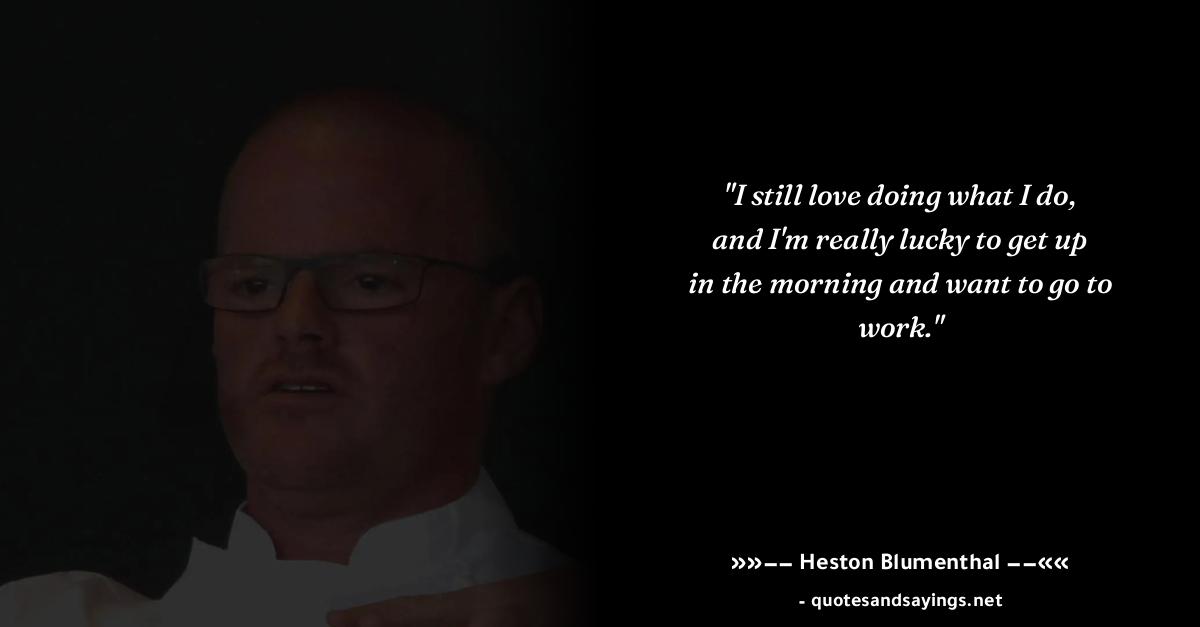 "I still love doing what I do,
and I'm really lucky to get up
in the morning and want to go to
work."
»»−− Heston Blumenthal −−««
- quotesandsayings.net